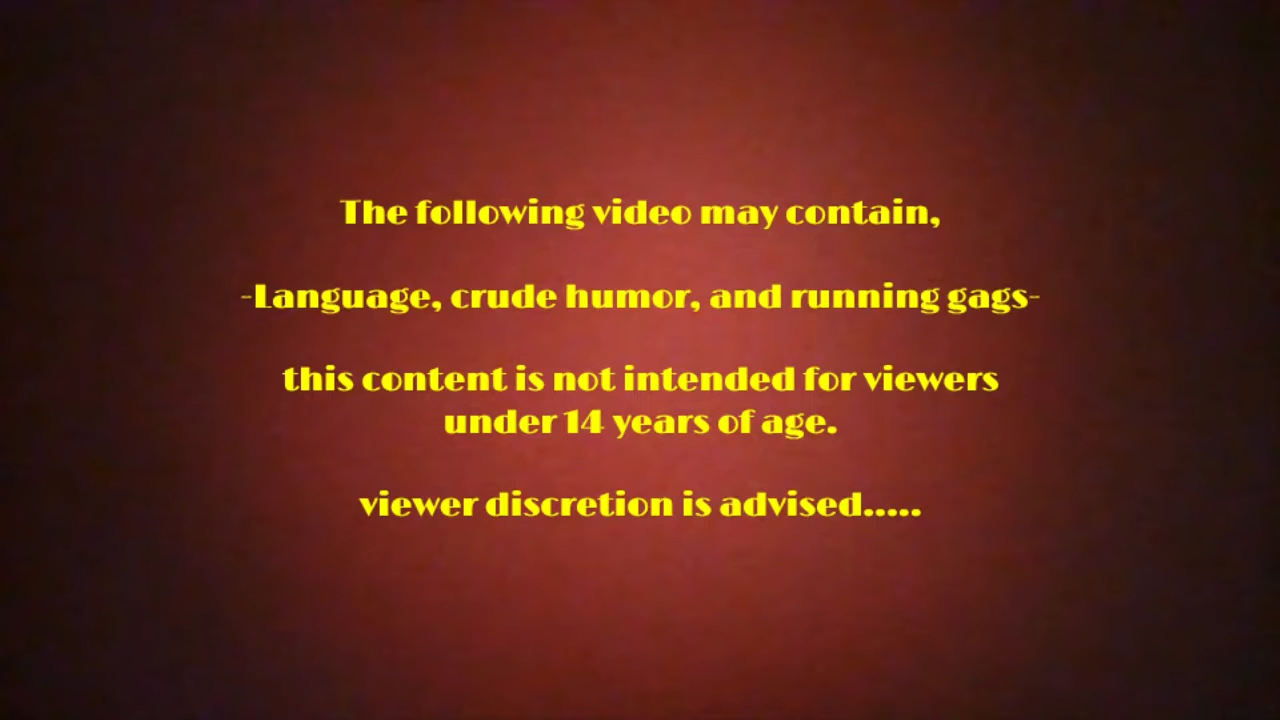 The following video may contain,
-Language, crude humor, and running gags-
this content is not intended for viewers
under 14 years of age.
viewer discretion is advised.....